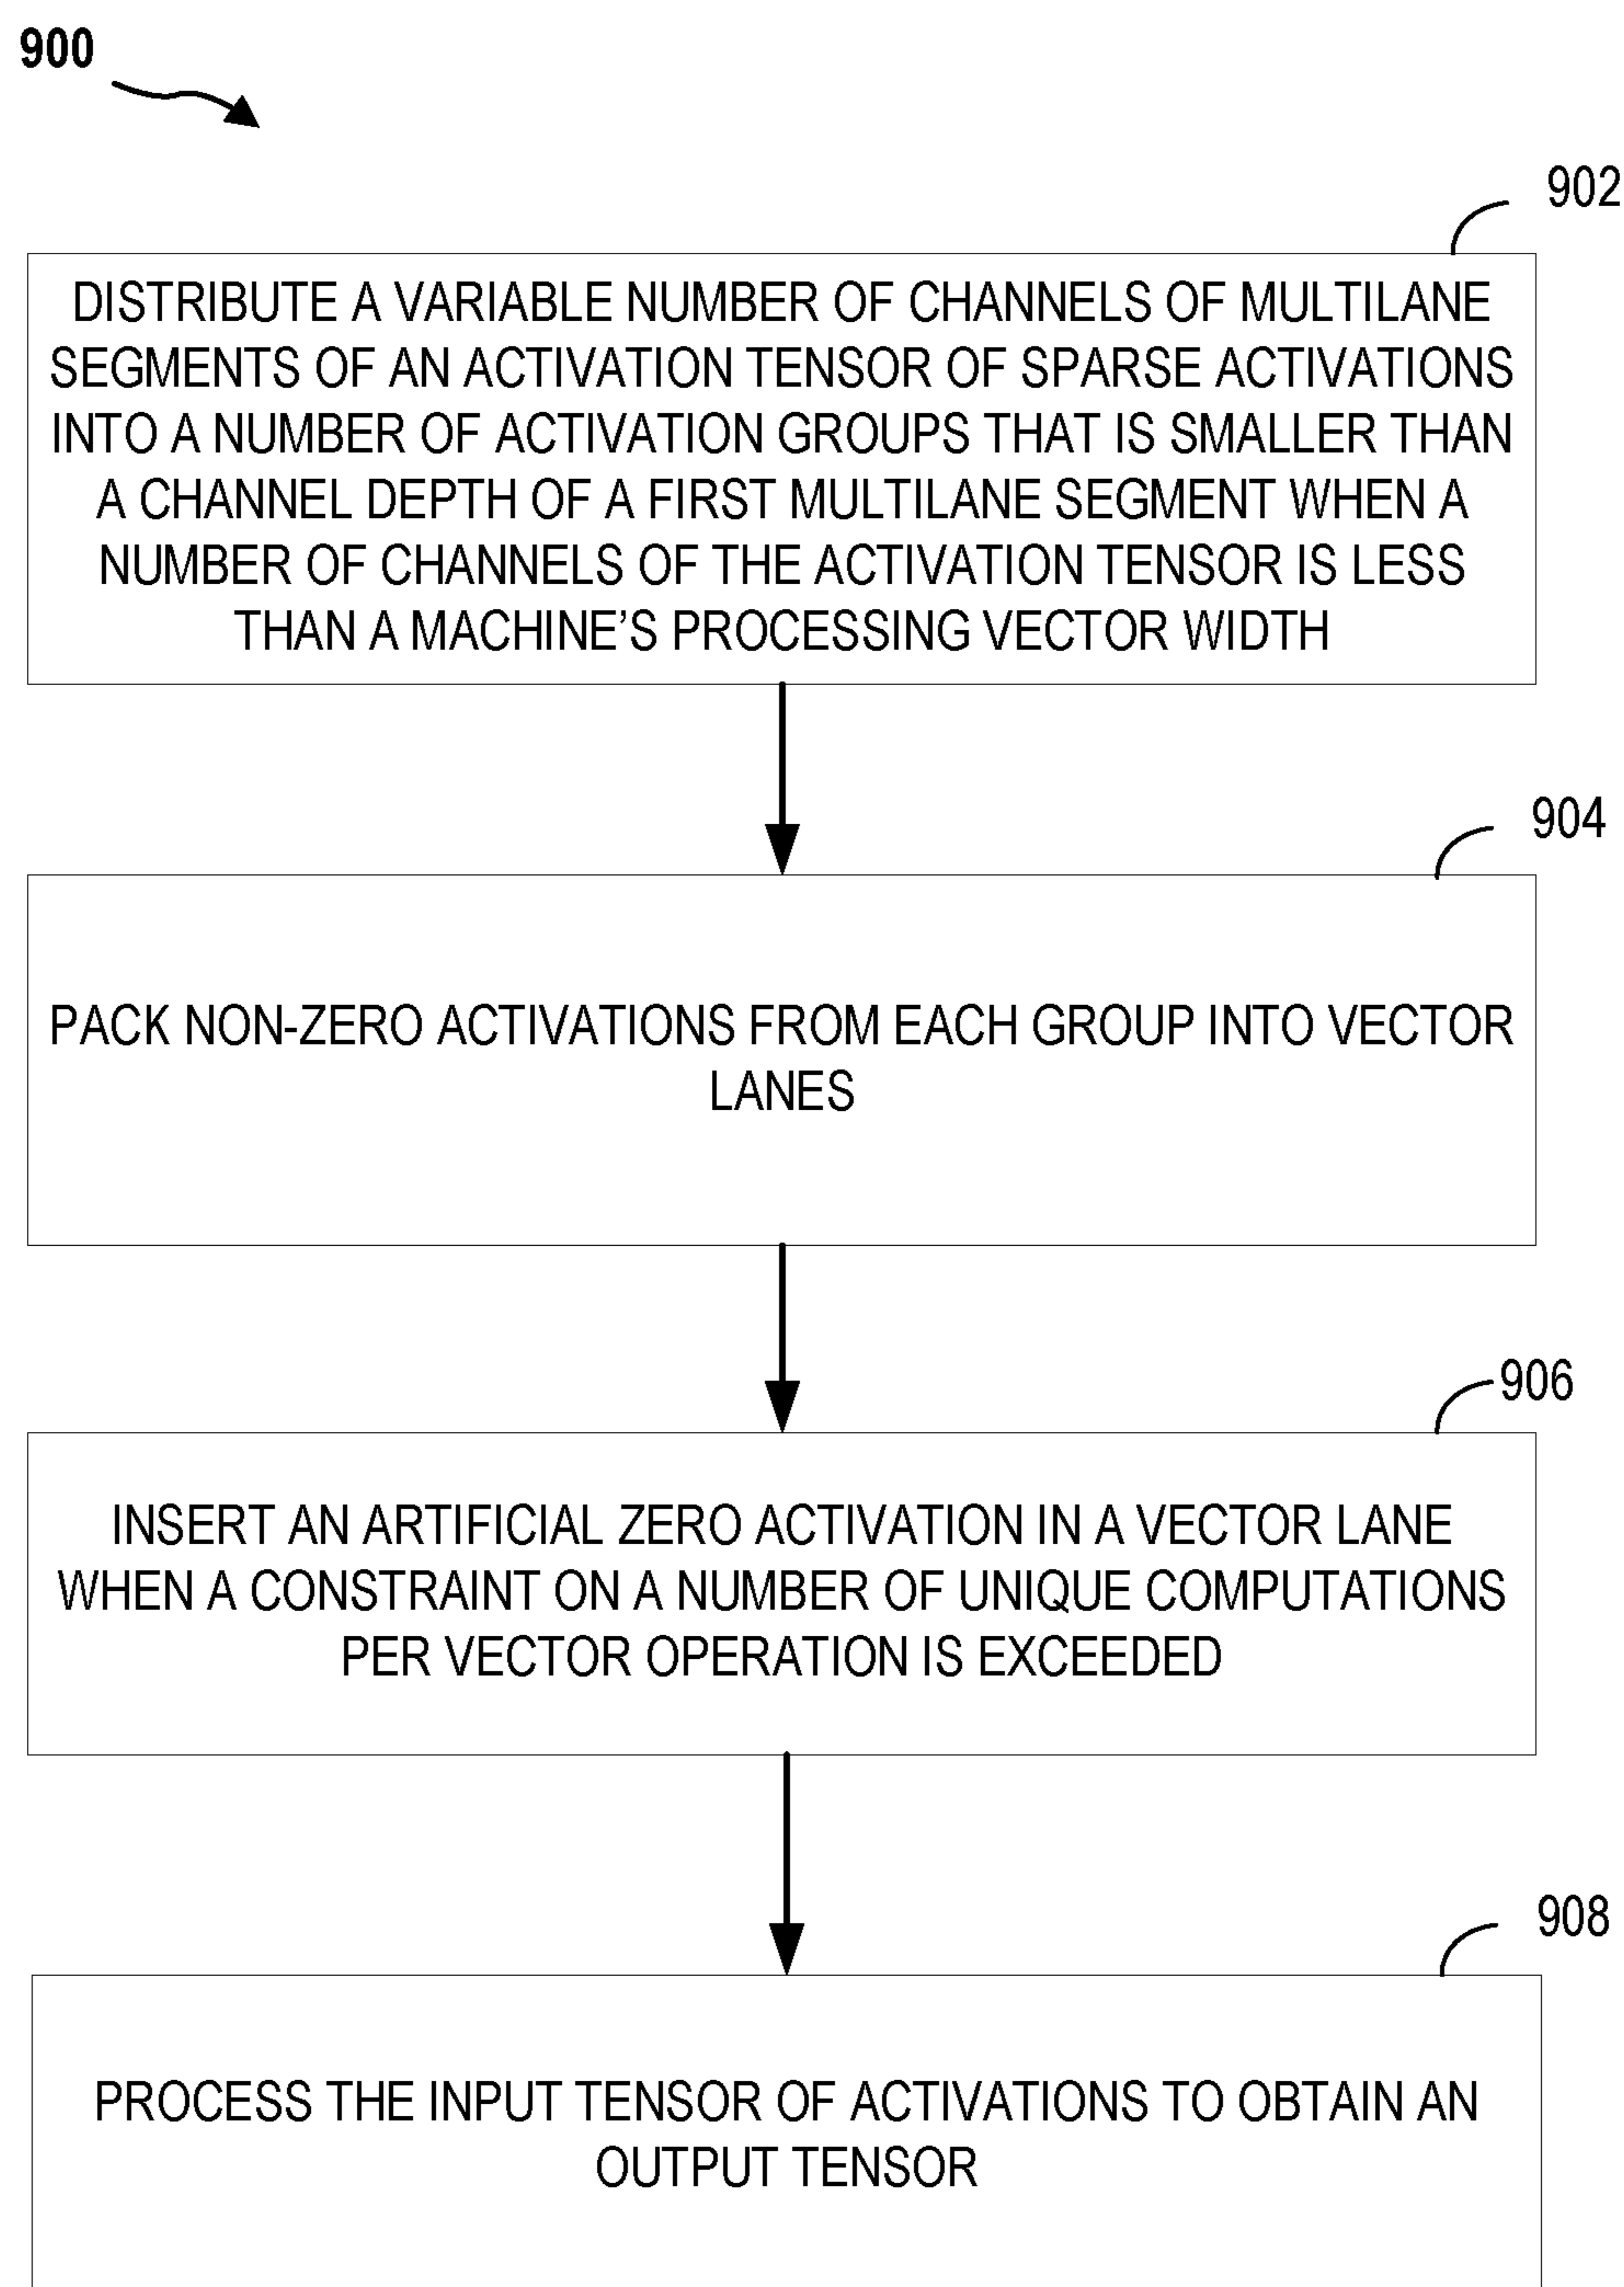 900
902
DISTRIBUTE A VARIABLE NUMBER OF CHANNELS OF MULTILANE
SEGMENTS OF AN ACTIVATION TENSOR OF SPARSE ACTIVATIONS
INTO A NUMBER OF ACTIVATION GROUPS THAT IS SMALLER THAN
A CHANNEL DEPTH OF A FIRST MULTILANE SEGMENT WHEN A
NUMBER OF CHANNELS OF THE ACTIVATION TENSOR IS LESS
THAN A MACHINE’S PROCESSING VECTOR WIDTH
904
PACK NON-ZERO ACTIVATIONS FROM EACH GROUP INTO VECTOR
LANES
906
INSERT AN ARTIFICIAL ZERO ACTIVATION IN A VECTOR LANE
WHEN A CONSTRAINT ON A NUMBER OF UNIQUE COMPUTATIONS
PER VECTOR OPERATION IS EXCEEDED
908
PROCESS THE INPUT TENSOR OF ACTIVATIONS TO OBTAIN AN
OUTPUT TENSOR